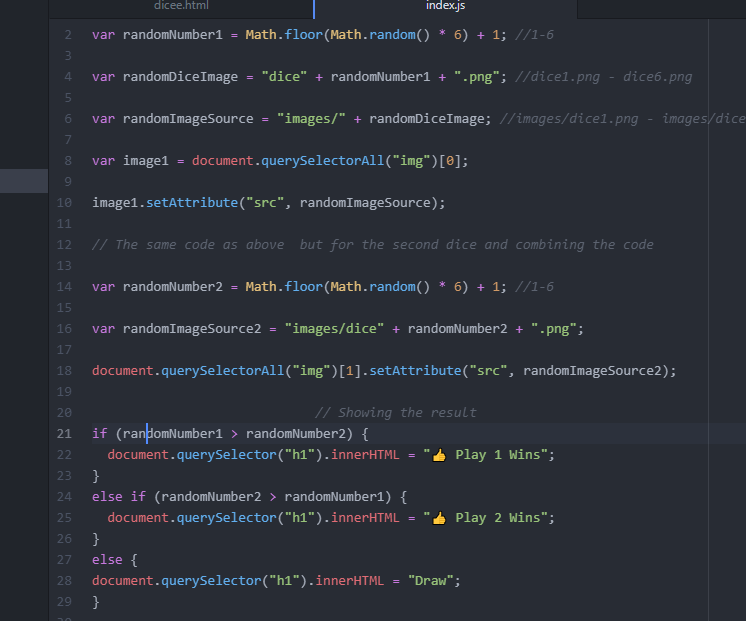 dicee.html index.js
2 var randomNumber1 = Math.floor(Math.random() * 6) + 1; //1-6
3
4 var randomDiceImage = "dice" + randomNumber1 + ".png"; //dice1.png - dice6.png
5
6 var randomImageSource = "images/" + randomDiceImage; //images/dice1.png - images/dice
7
8 var image1 = document.querySelectorAll("img")[0];
9
10 image1.setAttribute("src", randomImageSource);
11
12 // The same code as above  but for the second dice and combining the code
13
14 var randomNumber2 = Math.floor(Math.random() * 6) + 1; //1-6
15
16 var randomImageSource2 = "images/dice" + randomNumber2 + ".png";
17
18 document.querySelectorAll("img")[1].setAttribute("src", randomImageSource2);
19
20 // Showing the result
21 if (randomNumber1 > randomNumber2) {
22   document.querySelector("h1").innerHTML = "👍 Play 1 Wins";
23 }
24 else if (randomNumber2 > randomNumber1) {
25   document.querySelector("h1").innerHTML = "👍 Play 2 Wins";
26 }
27 else {
28 document.querySelector("h1").innerHTML = "Draw";
29 }